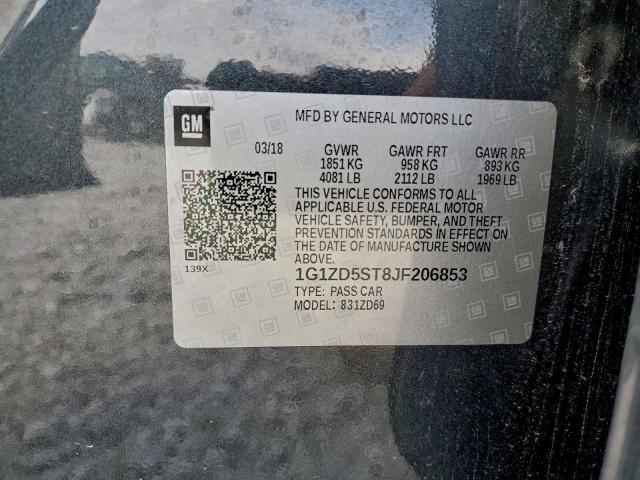 GM
MFD BY GENERAL MOTORS LLC
03/18 GVWR GAWR FRT GAWR RR
1851 KG 958 KG 893 KG
4081 LB 2112 LB 1969 LB
THIS VEHICLE CONFORMS TO ALL
APPLICABLE U.S. FEDERAL MOTOR
VEHICLE SAFETY, BUMPER, AND THEFT
PREVENTION STANDARDS IN EFFECT
ON THE DATE OF MANUFACTURE SHOWN
ABOVE.
139X
1G1ZD5ST8JF206853
TYPE: PASS CAR
MODEL: 831ZD69